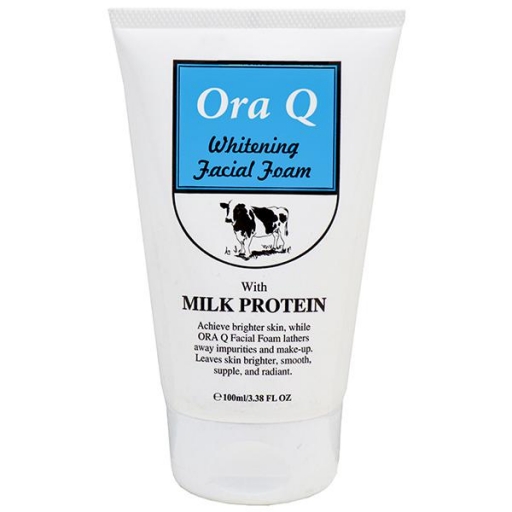 Ora Q
Whitening
Facial Foam
With
MILK PROTEIN
Achieve brighter skin, while
ORA Q Facial Foam lathers
away impurities and make-up.
Leaves skin brighter, smooth,
supple, and radiant.
℮100ml/3.38 FL OZ